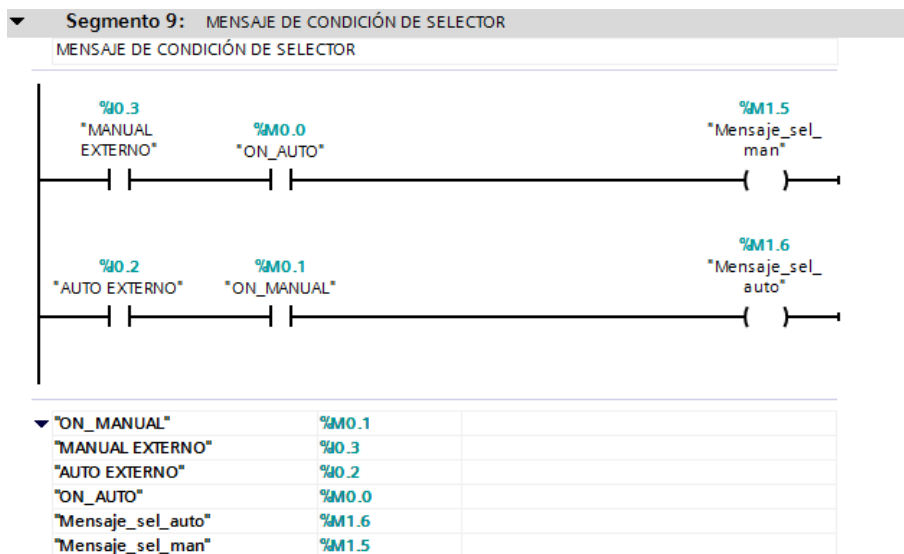 Segmento 9: MENSAJE DE CONDICIÓN DE SELECTOR
MENSAJE DE CONDICIÓN DE SELECTOR
%I0.3
"MANUAL
EXTERNO"
%M0.0
"ON_AUTO"
%M1.5
"Mensaje_sel_
man"
%I0.2
"AUTO EXTERNO"
%M0.1
"ON_MANUAL"
%M1.6
"Mensaje_sel_
auto"
"ON_MANUAL" %M0.1
"MANUAL EXTERNO" %I0.3
"AUTO EXTERNO" %I0.2
"ON_AUTO" %M0.0
"Mensaje_sel_auto" %M1.6
"Mensaje_sel_man" %M1.5